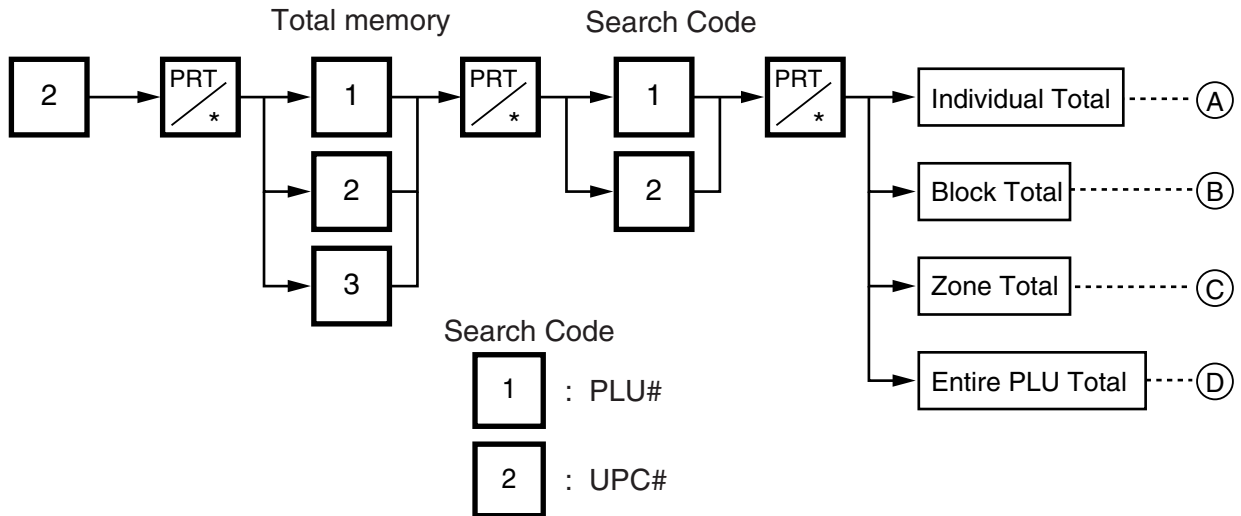 Total memory
Search Code
2
PRT
*
1
PRT
*
1
PRT
*
Individual Total
A
2
2
Block Total
B
3
Zone Total
C
Search Code
1
: PLU#
Entire PLU Total
D
2
: UPC#